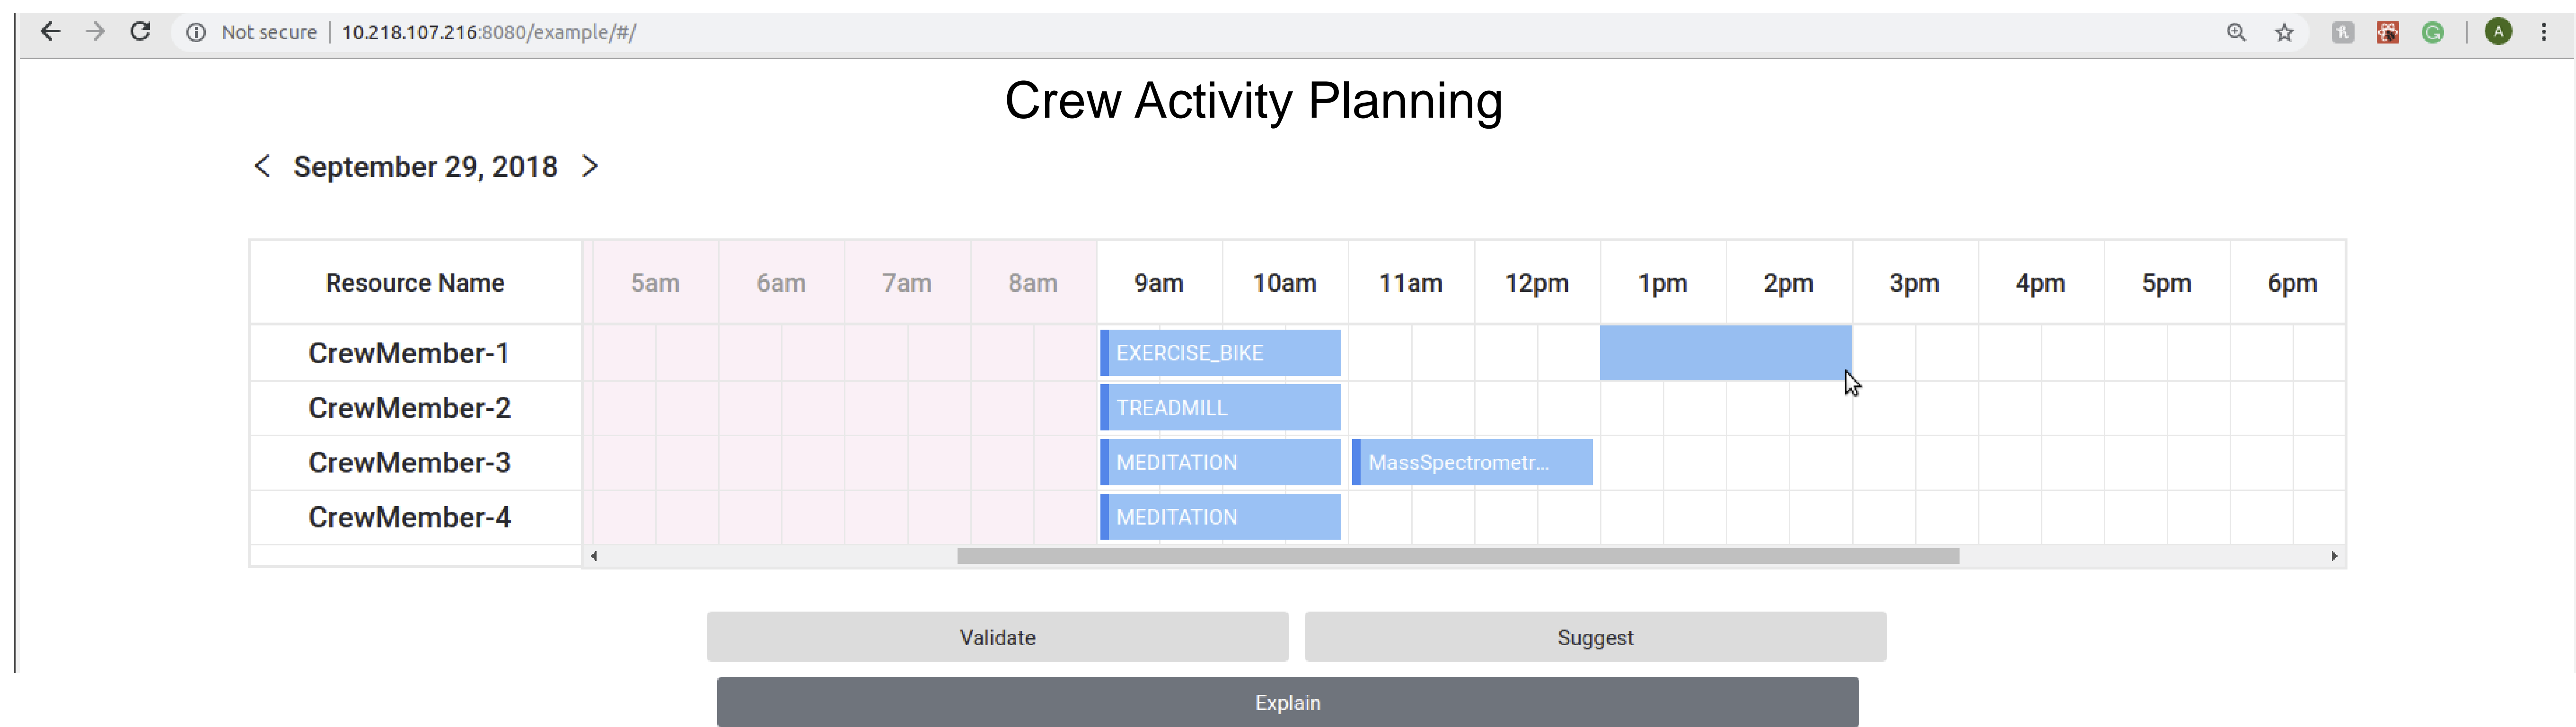 Not secure | 10.218.107.216:8080/example/#/ A
Crew Activity Planning
< September 29, 2018 >
Resource Name 5am 6am 7am 8am 9am 10am 11am 12pm 1pm 2pm 3pm 4pm 5pm 6pm
CrewMember-1 EXERCISE_BIKE
CrewMember-2 TREADMILL
CrewMember-3 MEDITATION MassSpectrometr...
CrewMember-4 MEDITATION
Validate Suggest
Explain